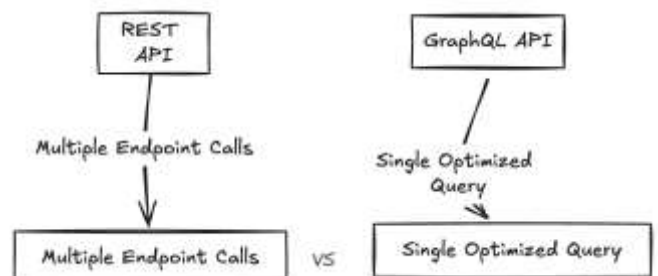 REST
API
GraphQL API
Multiple Endpoint Calls
Single Optimized
Query
Multiple Endpoint Calls
vs
Single Optimized Query